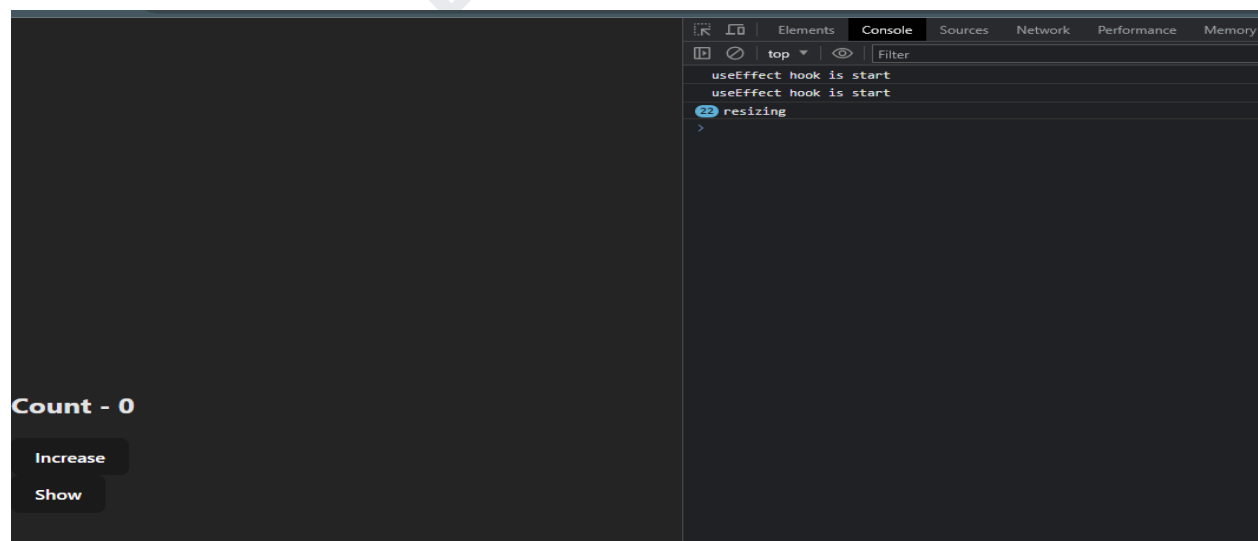 Elements Console Sources Network Performance Memory
top Filter
useEffect hook is start
useEffect hook is start
22 resizing
>
Count - 0
Increase
Show